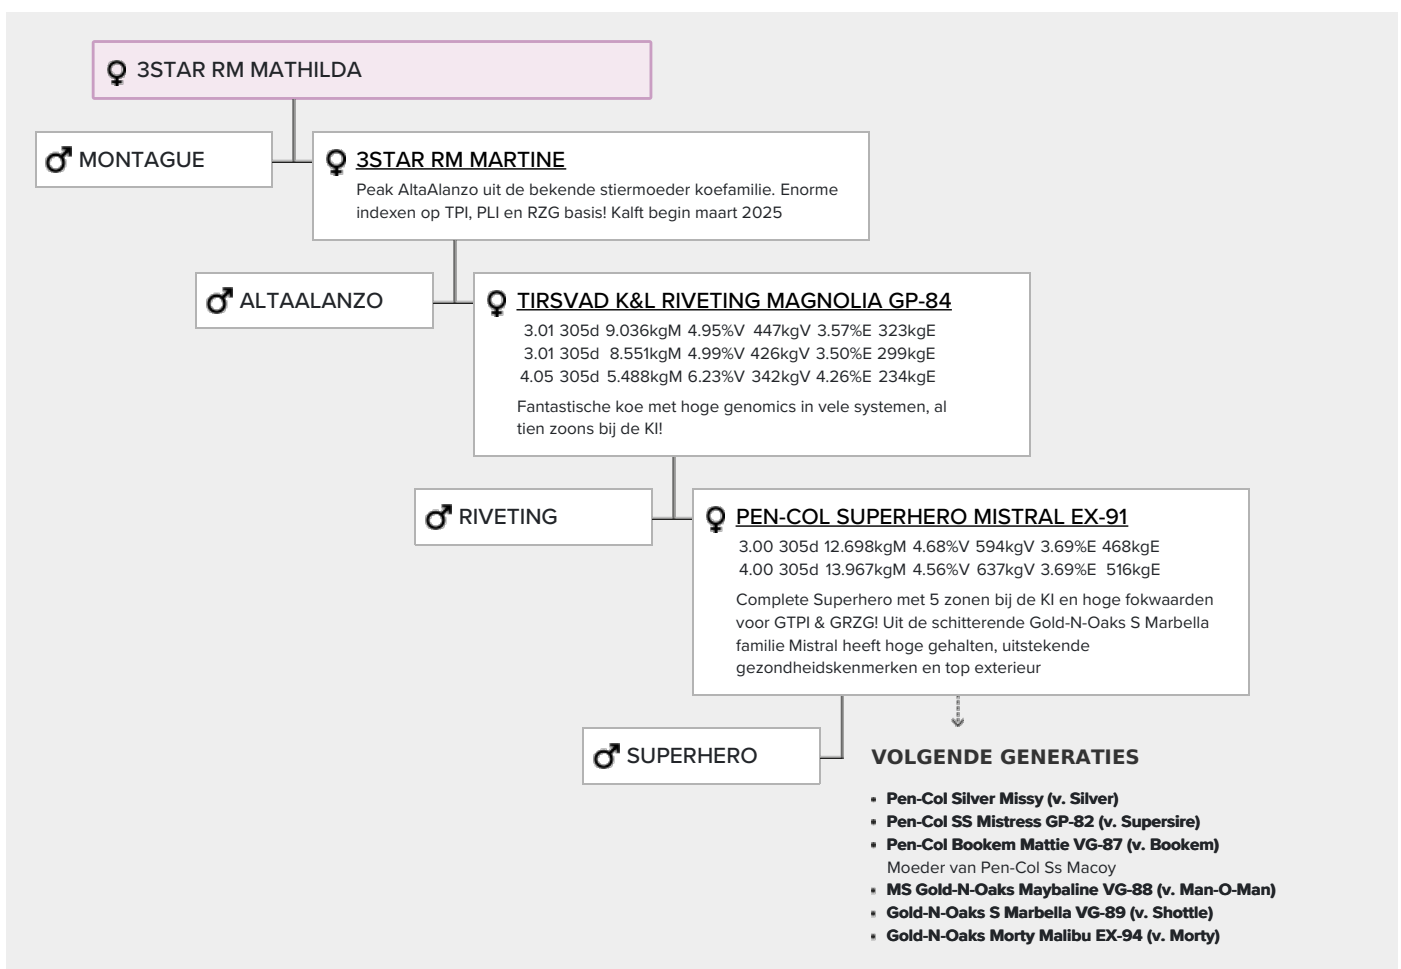 3STAR RM MATHILDA
MONTAGUE
3STAR RM MARTINE
Peak AltaAlanzo uit de bekende stiermoeder koefamilie. Enorme
indexen op TPI, PLI en RZG basis! Kalft begin maart 2025
ALTAALANZO
TIRSVAD K&L RIVETING MAGNOLIA GP-84
3.01 305d 9.036kgM 4.95%V 447kgV 3.57%E 323kgE
3.01 305d 8.551kgM 4.99%V 426kgV 3.50%E 299kgE
4.05 305d 5.488kgM 6.23%V 342kgV 4.26%E 234kgE
Fantastische koe met hoge genomics in vele systemen, al
tien zoons bij de KI!
RIVETING
PEN-COL SUPERHERO MISTRAL EX-91
3.00 305d 12.698kgM 4.68%V 594kgV 3.69%E 468kgE
4.00 305d 13.967kgM 4.56%V 637kgV 3.69%E 516kgE
Complete Superhero met 5 zonen bij de KI en hoge fokwaarden
voor GTPI & GRZG! Uit de schitterende Gold-N-Oaks S Marbella
familie Mistral heeft hoge gehalten, uitstekende
gezondheidskenmerken en top exterieur
SUPERHERO
VOLGENDE GENERATIES
Pen-Col Silver Missy (v. Silver)
Pen-Col SS Mistress GP-82 (v. Supersire)
Pen-Col Bookem Mattie VG-87 (v. Bookem)
Moeder van Pen-Col Ss Macoy
MS Gold-N-Oaks Maybaline VG-88 (v. Man-O-Man)
Gold-N-Oaks S Marbella VG-89 (v. Shottle)
Gold-N-Oaks Morty Malibu EX-94 (v. Morty)